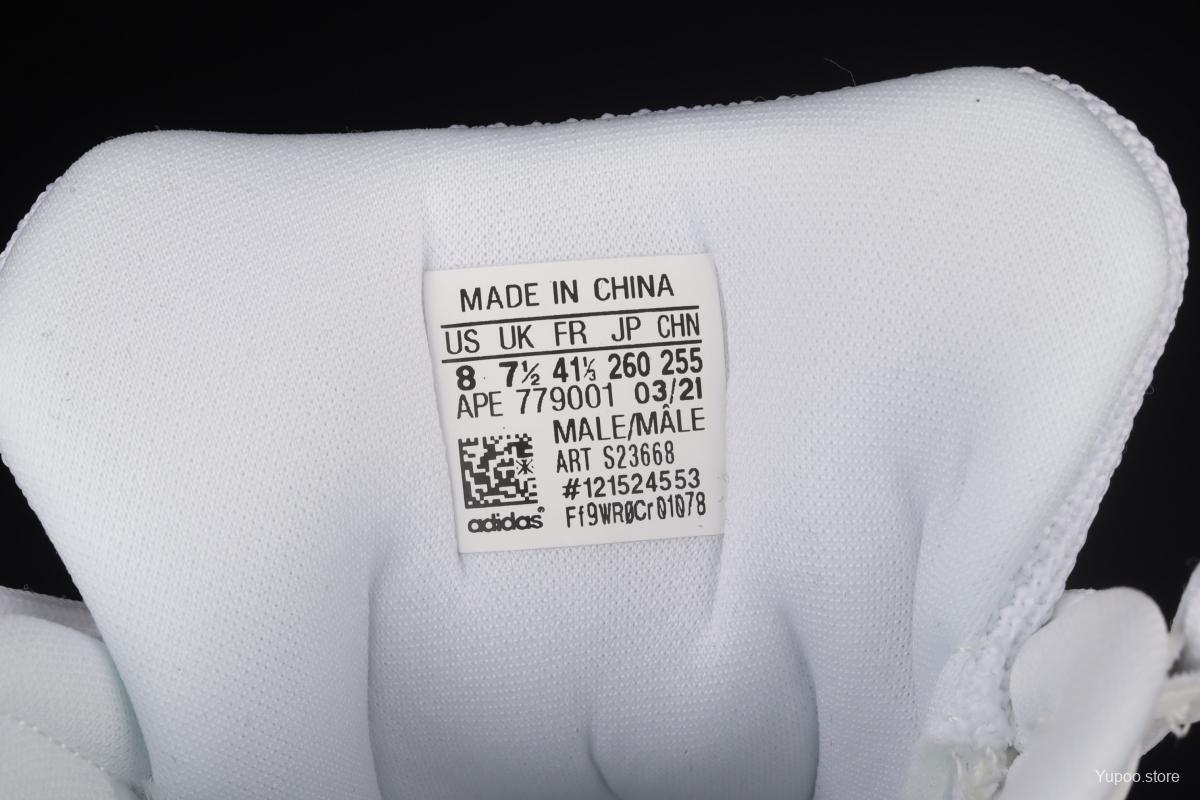 MADE IN CHINA
US UK FR JP CHN
8 7½ 41⅓ 260 255
APE 779001 03/21
MALE/MÂLE
ART S23668
#121524553
Ff9WRØCr01078
adidas
Yupoo.store